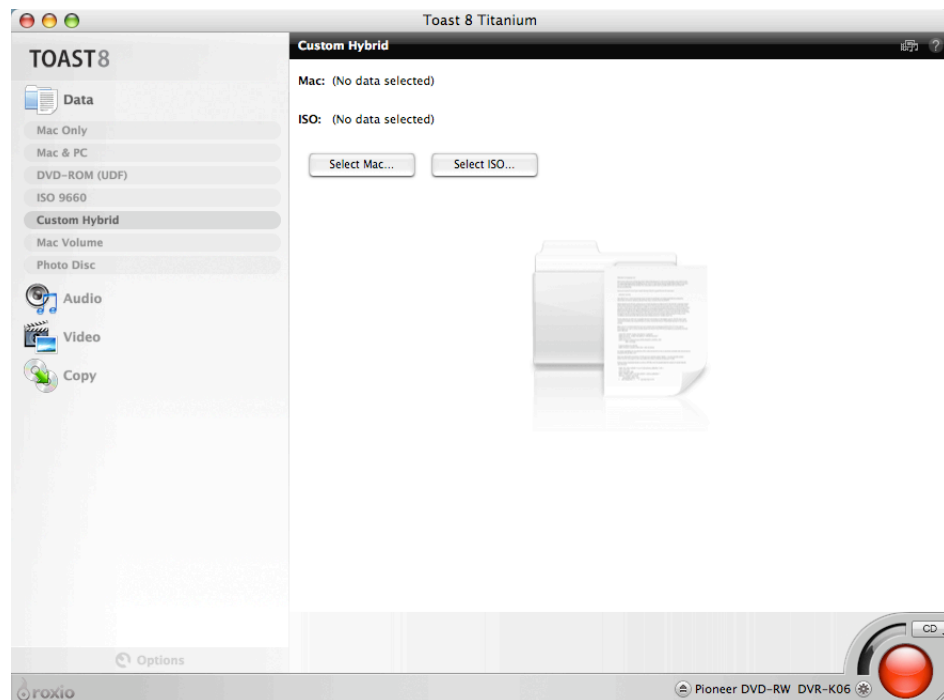 Toast 8 Titanium
TOAST 8
Custom Hybrid
?
Data
Mac Only
Mac & PC
DVD-ROM (UDF)
ISO 9660
Custom Hybrid
Mac Volume
Photo Disc
Audio
Video
Copy
Mac: (No data selected)
ISO: (No data selected)
Select Mac...
Select ISO...
Options
CD
roxio
Pioneer DVD-RW DVR-K06